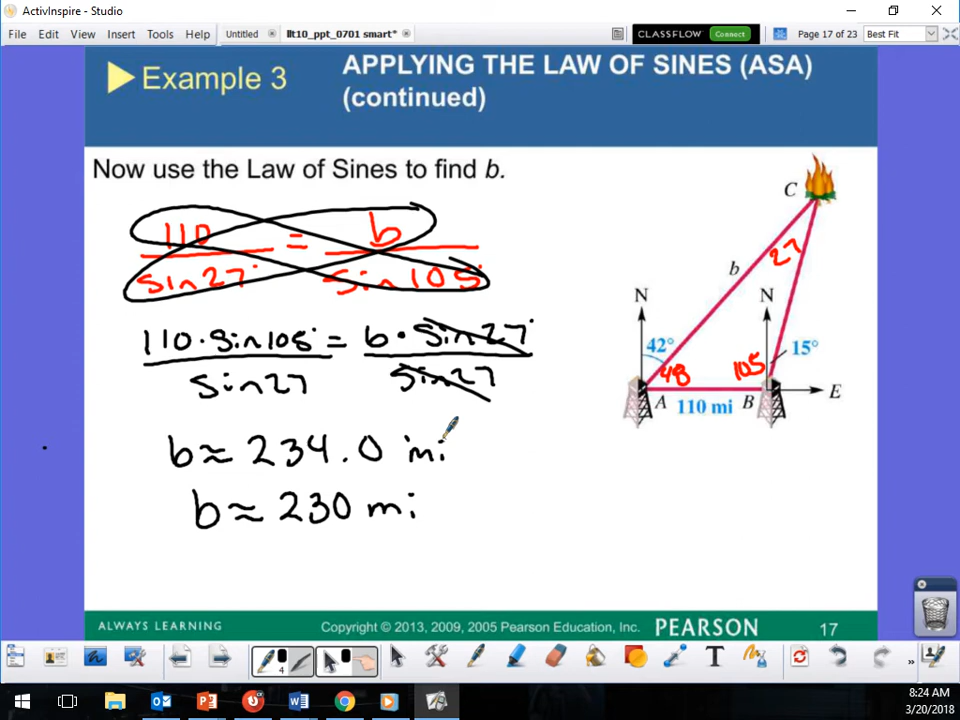 ActivInspire - Studio
File Edit View Insert Tools Help
Untitled
llt10_ppt_0701 smart*
CLASSFLOW Connect
Page 17 of 23
Best Fit
Example 3
APPLYING THE LAW OF SINES (ASA)
(continued)
Now use the Law of Sines to find b.
110 = b
sin27° sin105°
110·sin105° = b·sin27°
sin27 sin27
b≈234.0 mi
b≈230 mi
C
27
b
N N
42° 15°
48 105
A 110 mi B E
ALWAYS LEARNING
Copyright © 2013, 2009, 2005 Pearson Education, Inc.
PEARSON
17
4
T
8:24 AM
3/20/2018